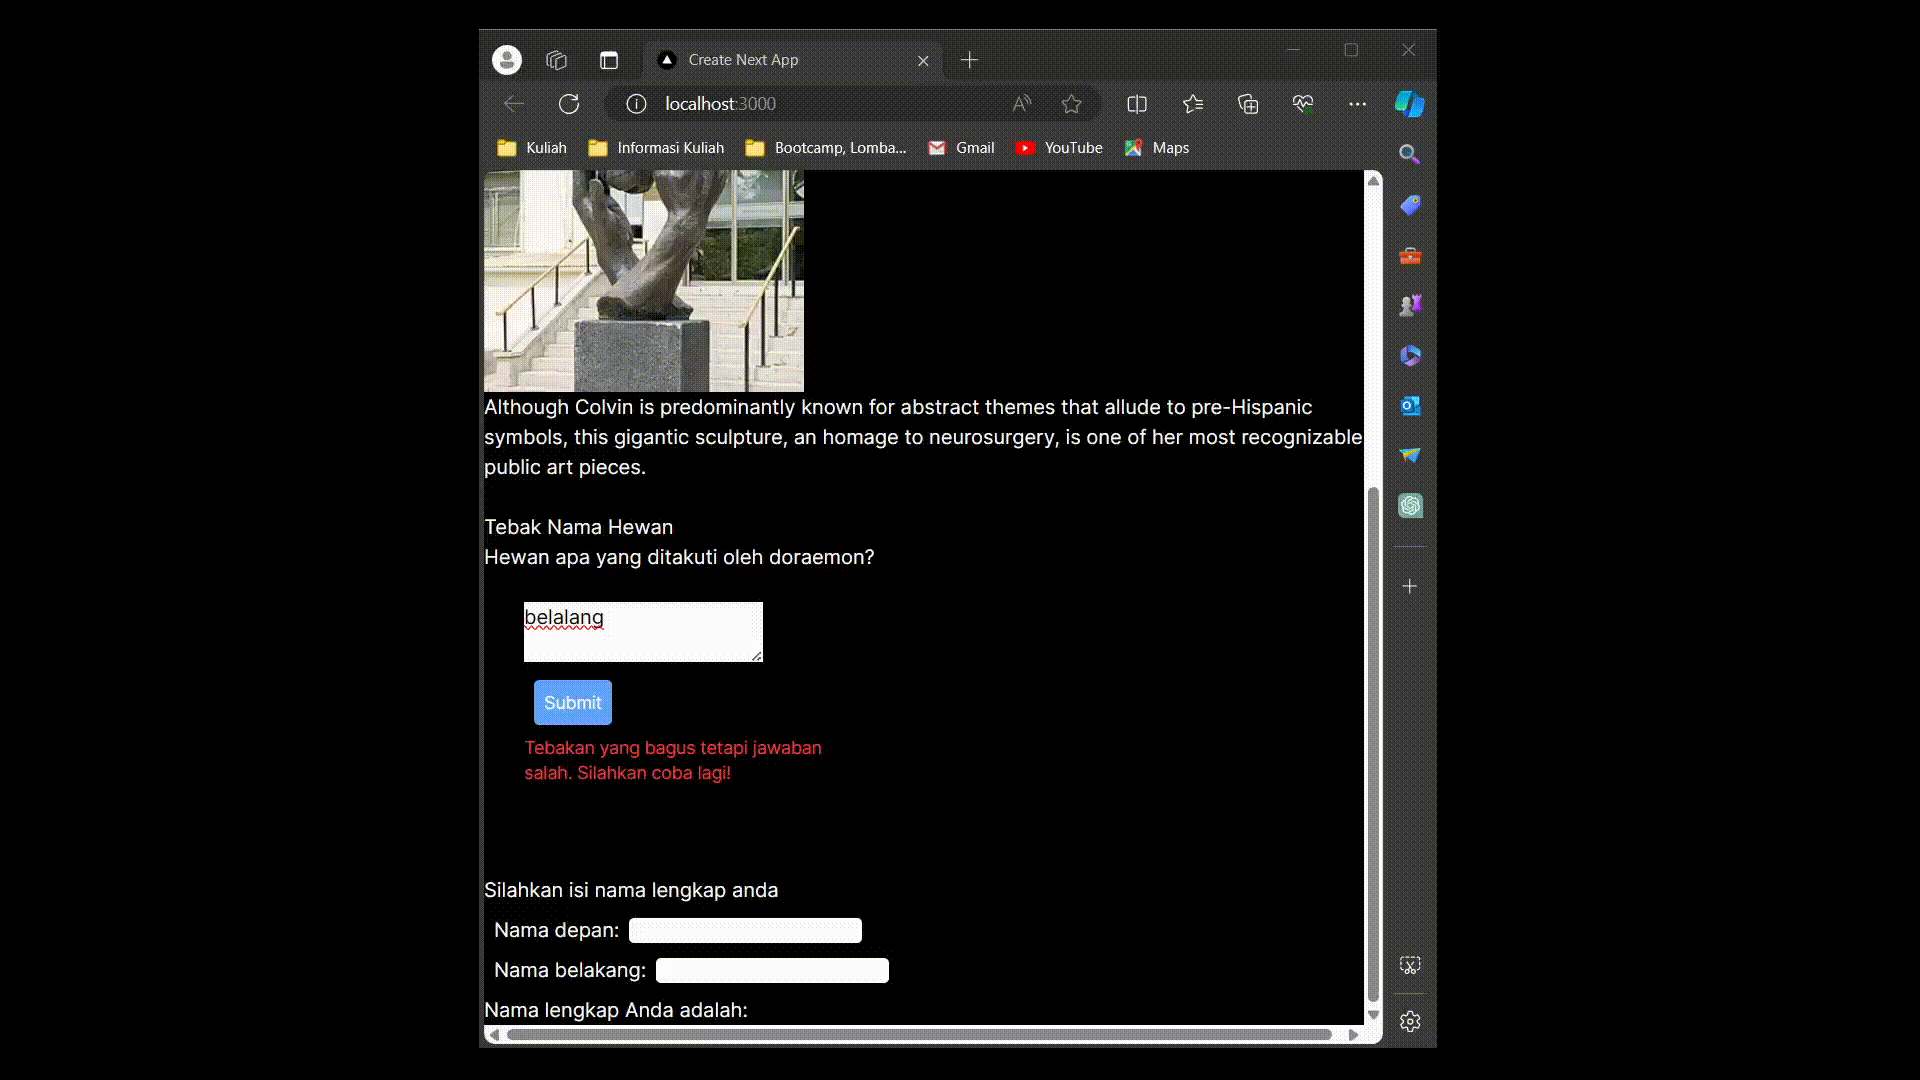 Create Next App
localhost:3000
Kuliah
Informasi Kuliah
Bootcamp, Lomba...
Gmail
YouTube
Maps
Although Colvin is predominantly known for abstract themes that allude to pre-Hispanic
symbols, this gigantic sculpture, an homage to neurosurgery, is one of her most recognizable
public art pieces.
Tebak Nama Hewan
Hewan apa yang ditakuti oleh doraemon?
belalang
Submit
Tebakan yang bagus tetapi jawaban
salah. Silahkan coba lagi!
Silahkan isi nama lengkap anda
Nama depan:
Nama belakang:
Nama lengkap Anda adalah: